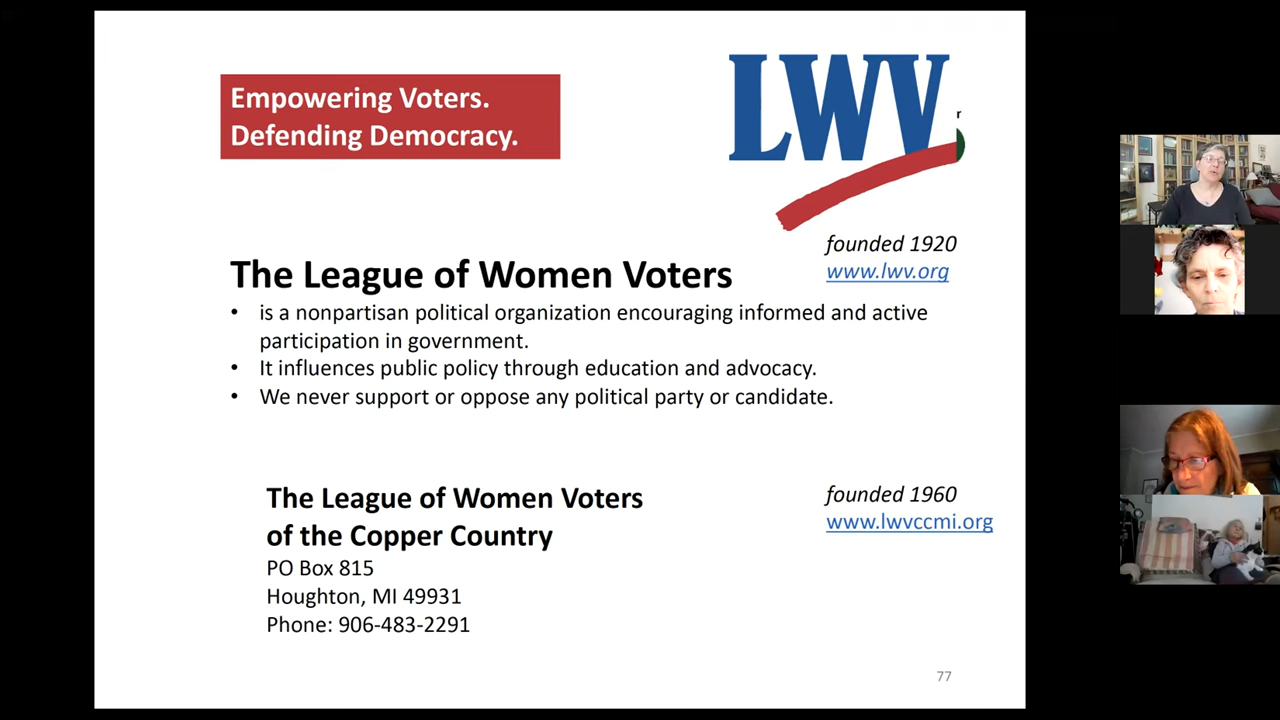 Empowering Voters.
Defending Democracy.
LWV
r
founded 1920
www.lwv.org
The League of Women Voters
• is a nonpartisan political organization encouraging informed and active
participation in government.
• It influences public policy through education and advocacy.
• We never support or oppose any political party or candidate.
The League of Women Voters
of the Copper Country
founded 1960
www.lwvccmi.org
PO Box 815
Houghton, MI 49931
Phone: 906-483-2291
77